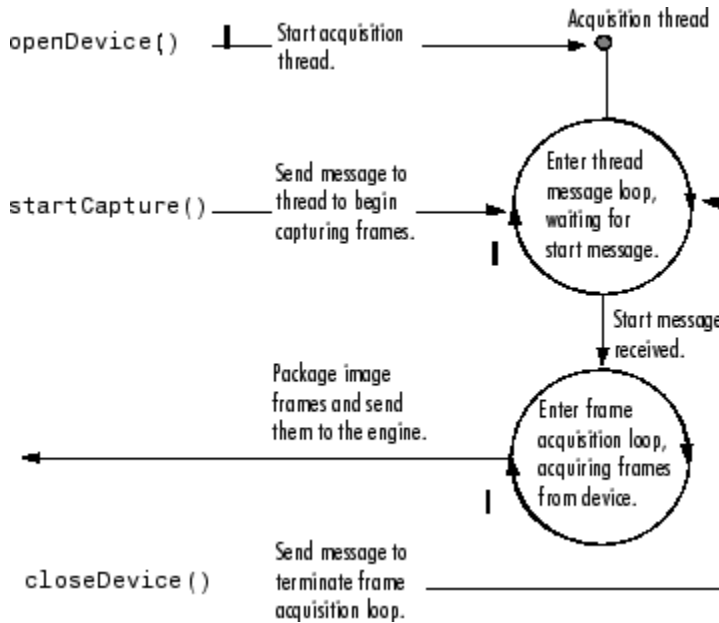 openDevice()
Start acquisition
thread.
Acquisition thread
startCapture()
Send message to
thread to begin
capturing frames.
Enter thread
message loop,
waiting for
start message.
Start message
received.
Package image
frames and send
them to the engine.
Enter frame
acquisition loop,
acquiring frames
from device.
closeDevice()
Send message to
terminate frame
acquisition loop.